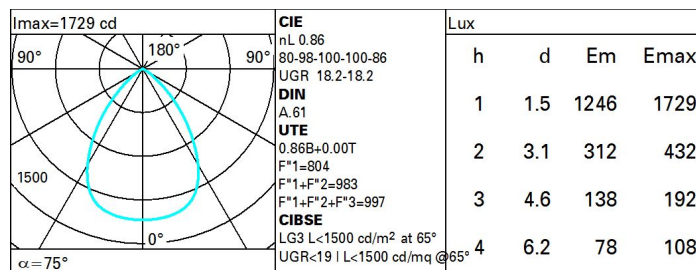 Imax=1729 cd
90°
180°
90°
1500
0°
α=75°
CIE
nL 0.86
80-98-100-100-86
UGR 18.2-18.2
DIN
A.61
UTE
0.86B+0.00T
F"1=804
F"1+F"2=983
F"1+F"2+F"3=997
CIBSE
LG3 L<1500 cd/m² at 65°
UGR<19 | L<1500 cd/mq @65°
Lux
h d Em Emax
1 1.5 1246 1729
2 3.1 312 432
3 4.6 138 192
4 6.2 78 108